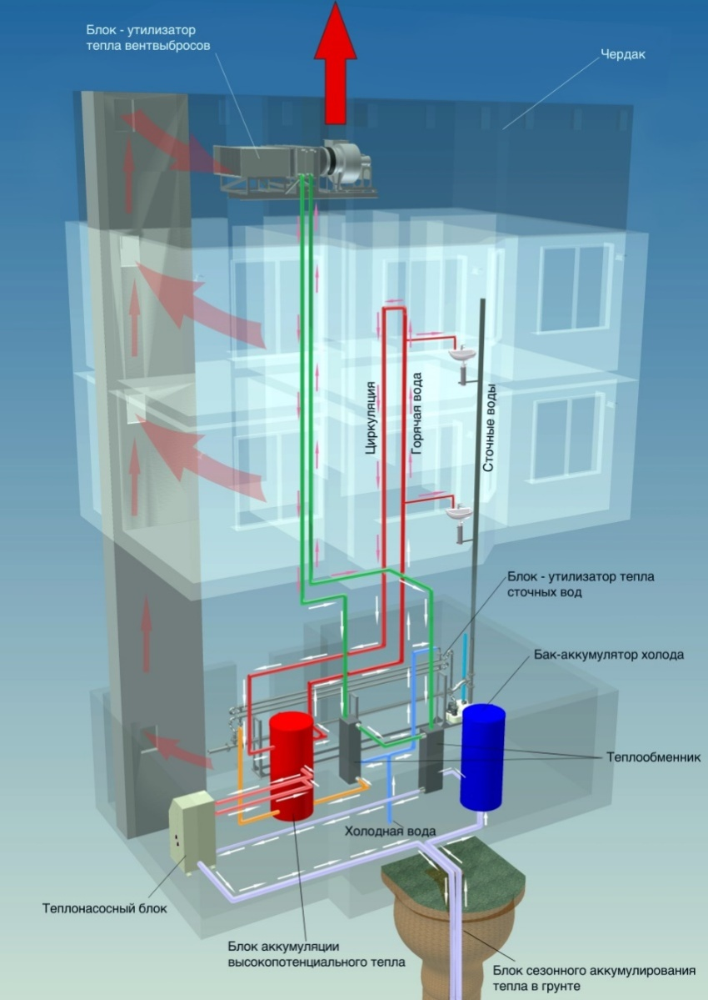 Блок - утилизатор
тепла вентвыбросов
Чердак
Циркуляция
Горячая вода
Сточные воды
Блок - утилизатор тепла
сточных вод
Бак-аккумулятор холода
Теплообменник
Холодная вода
Теплонасосный блок
Блок аккумуляции
высокопотенциального тепла
Блок сезонного аккумулирования
тепла в грунте